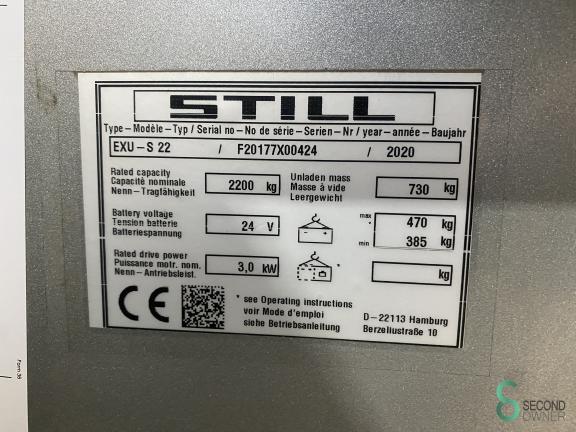 STILL
Type – Modèle – Typ / Serial no – No de série – Serien – Nr / year – année – Baujahr
EXU – S 22 / F20177X00424 / 2020
Rated capacity
Capacité nominale
Nenn – Tragfähigkeit
2200 kg
Unladen mass
Masse à vide
Leergewicht
730 kg
Battery voltage
Tension batterie
Batteriespannung
24 V
max 470 kg
min 385 kg
Rated drive power
Puissance motr. nom.
Nenn – Antriebsleist.
3,0 kW
*
kg
CE
* see Operating instructions
voir Mode d'emploi
siehe Betriebsanleitung
D – 22113 Hamburg
Berzeliustraße 10
Form 36
SECOND
OWNER